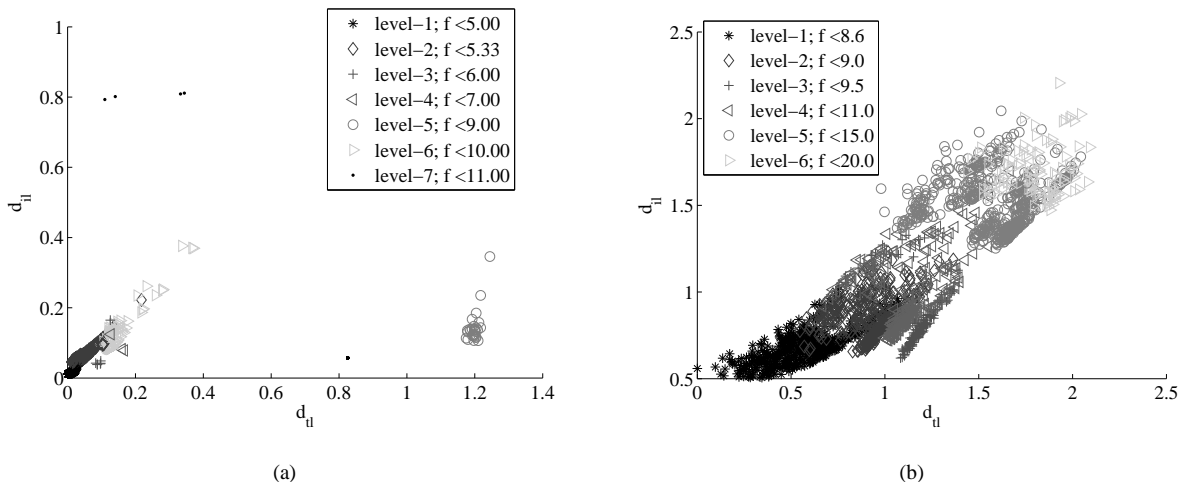 1
0.8
0.6
0.4
0.2
0
d_il
0 0.2 0.4 0.6 0.8 1 1.2 1.4
d_tl
level−1; f <5.00
level−2; f <5.33
level−3; f <6.00
level−4; f <7.00
level−5; f <9.00
level−6; f <10.00
level−7; f <11.00
(a)
2.5
2
1.5
1
0.5
d_il
0 0.5 1 1.5 2 2.5
d_tl
level−1; f <8.6
level−2; f <9.0
level−3; f <9.5
level−4; f <11.0
level−5; f <15.0
level−6; f <20.0
(b)